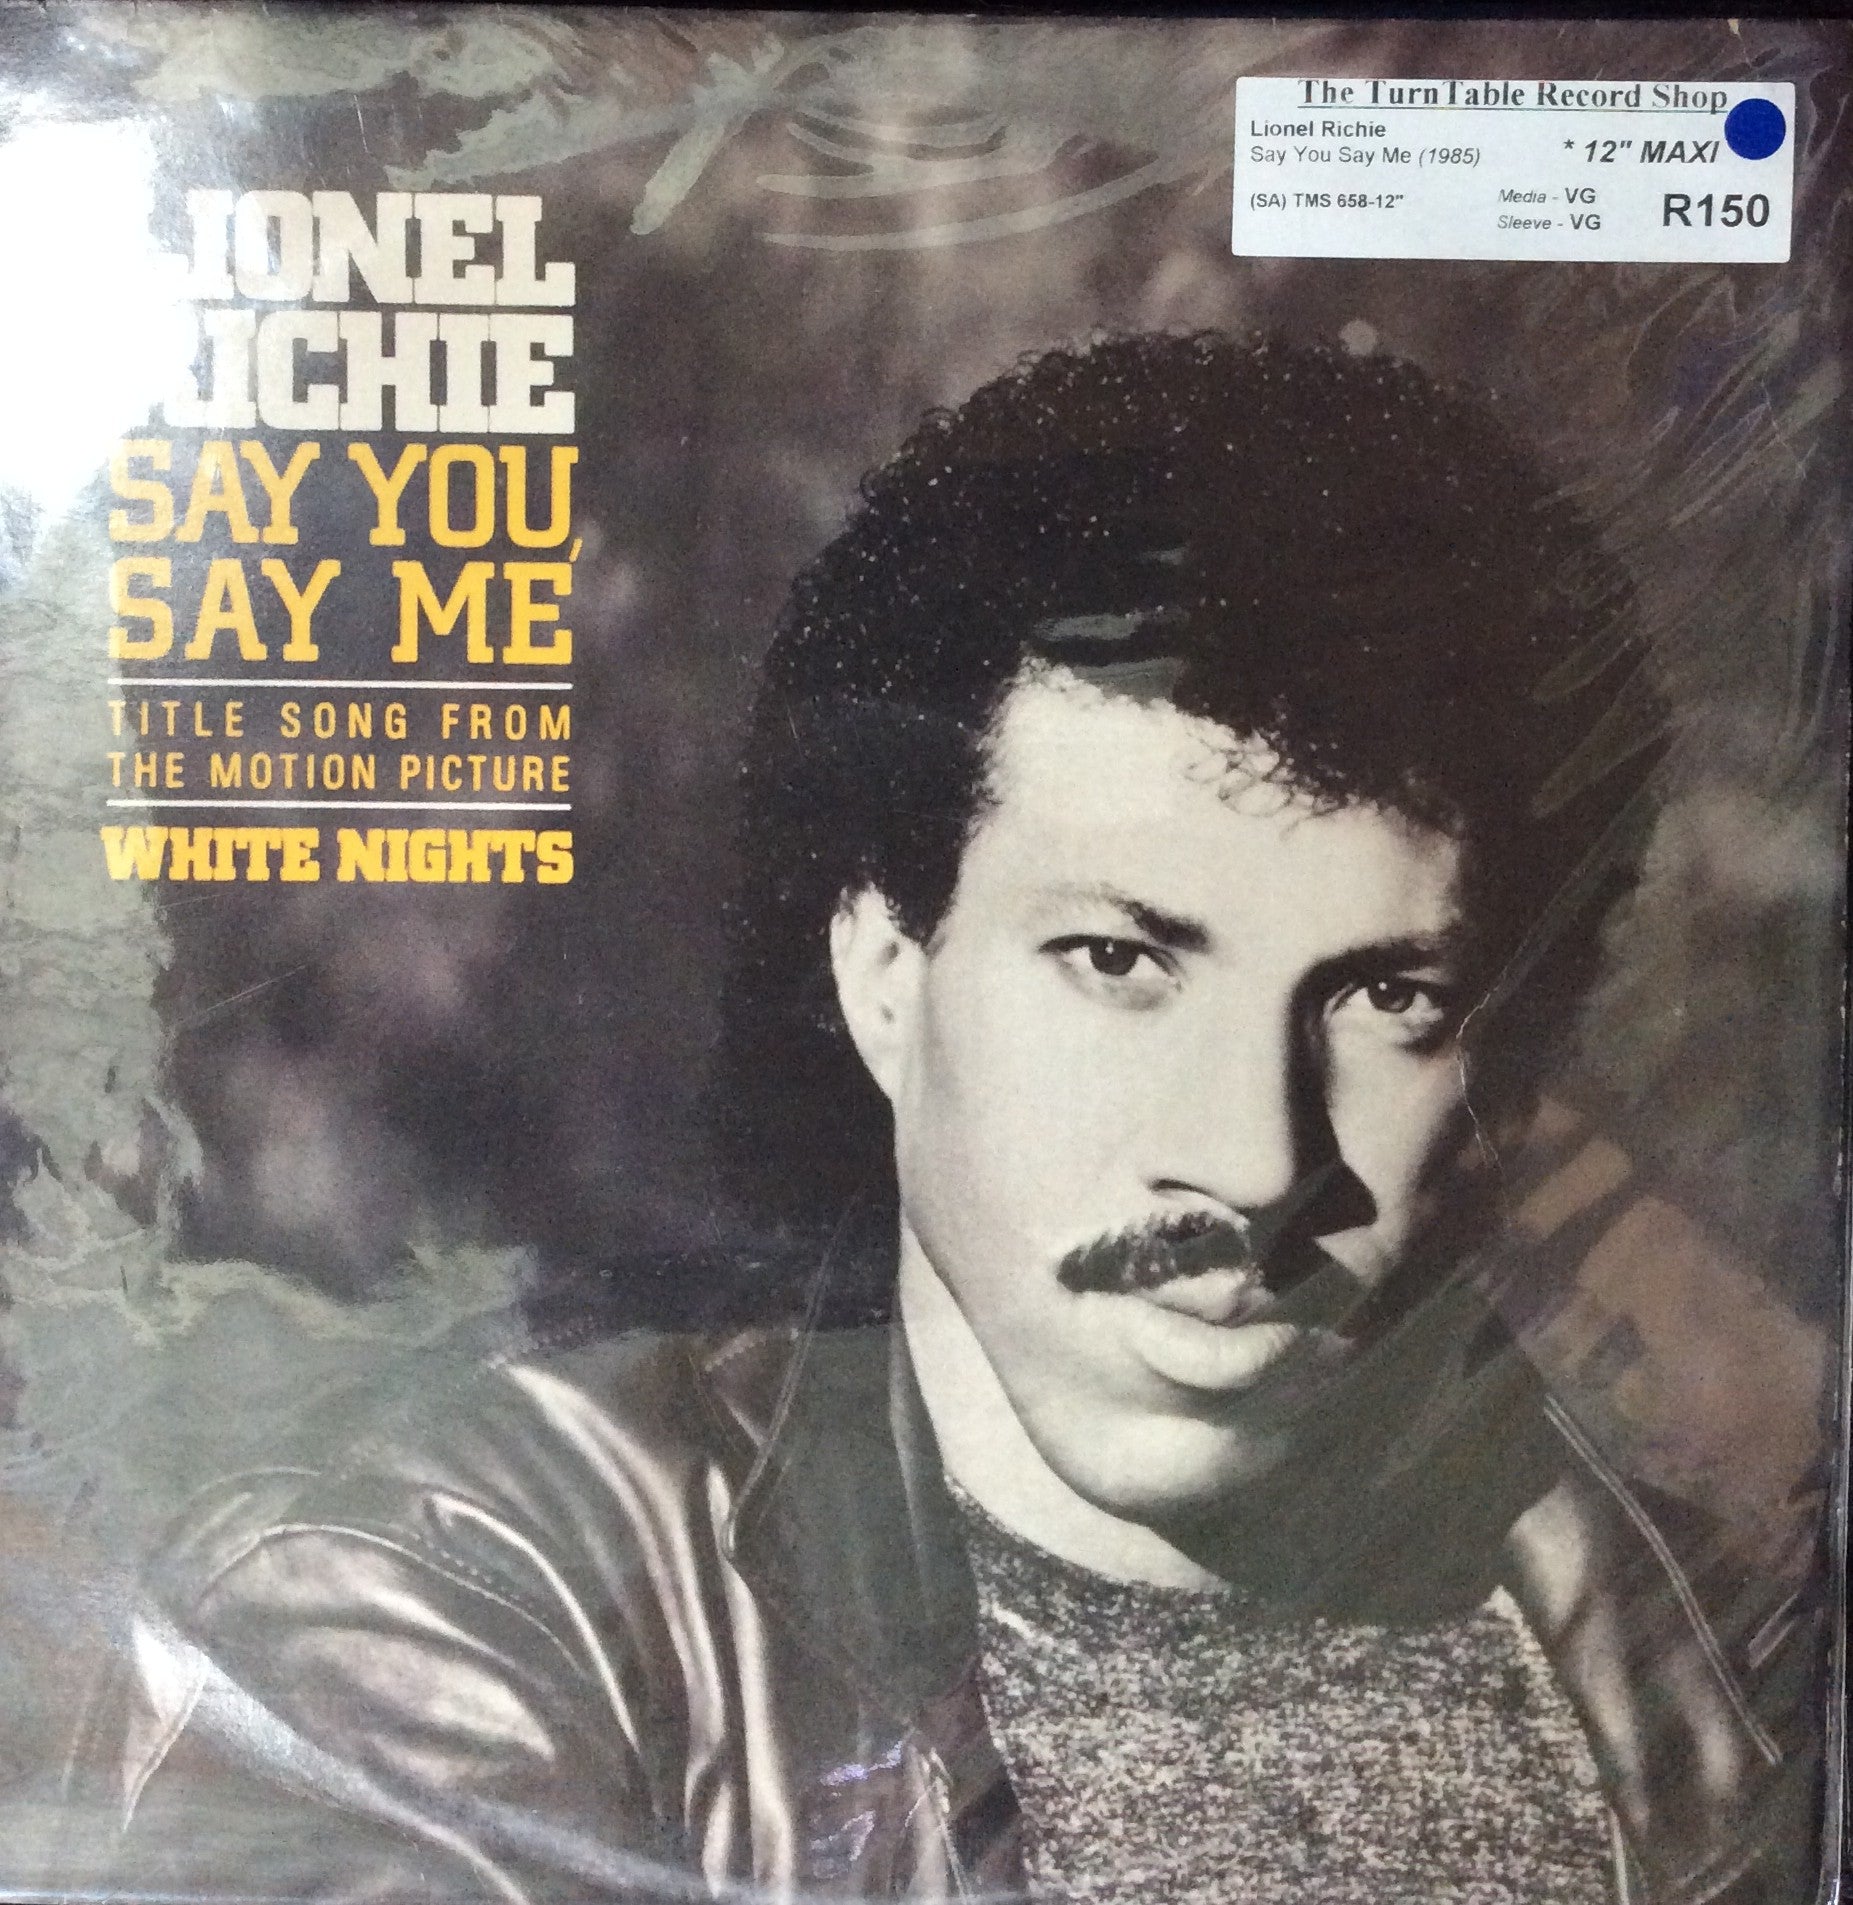 LIONEL
RICHIE
SAY YOU,
SAY ME
TITLE SONG FROM
THE MOTION PICTURE
WHITE NIGHTS
The TurnTable Record Shop
Lionel Richie
Say You Say Me (1985) * 12" MAXI
(SA) TMS 658-12"
Media - VG
Sleeve - VG
R150